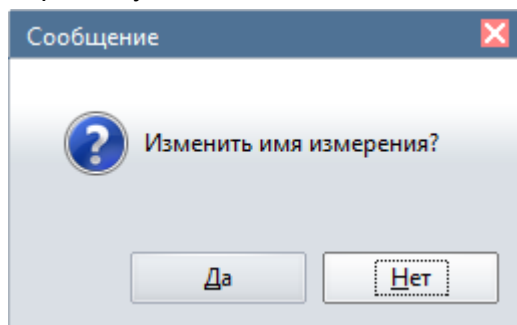 Сообщение
Изменить имя измерения?
Да
Нет